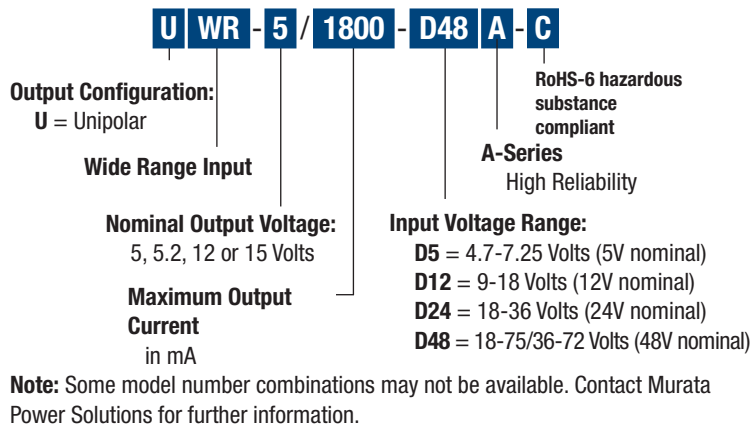 U WR - 5 / 1800 - D48 A - C
Output Configuration:
U = Unipolar
Wide Range Input
Nominal Output Voltage:
5, 5.2, 12 or 15 Volts
Maximum Output
Current
in mA
RoHS-6 hazardous
substance
compliant
A-Series
High Reliability
Input Voltage Range:
D5 = 4.7-7.25 Volts (5V nominal)
D12 = 9-18 Volts (12V nominal)
D24 = 18-36 Volts (24V nominal)
D48 = 18-75/36-72 Volts (48V nominal)
Note: Some model number combinations may not be available. Contact Murata
Power Solutions for further information.